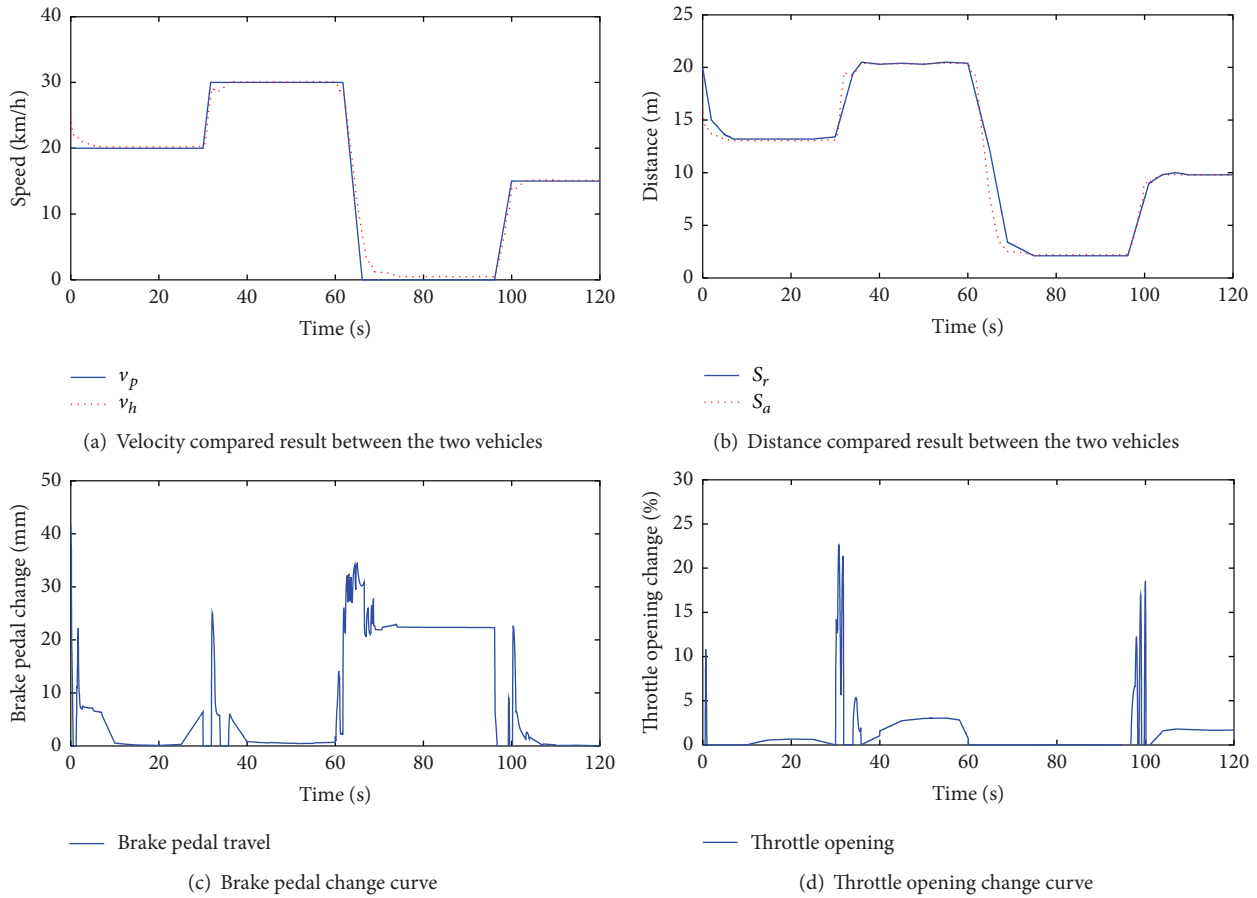 40
30
20
10
0
Speed (km/h)
0 20 40 60 80 100 120
Time (s)
v_p
v_h
(a) Velocity compared result between the two vehicles
25
20
15
10
5
0
Distance (m)
0 20 40 60 80 100 120
Time (s)
S_r
S_a
(b) Distance compared result between the two vehicles
50
40
30
20
10
0
Brake pedal change (mm)
0 20 40 60 80 100 120
Time (s)
Brake pedal travel
(c) Brake pedal change curve
30
25
20
15
10
5
0
Throttle opening change (%)
0 20 40 60 80 100 120
Time (s)
Throttle opening
(d) Throttle opening change curve